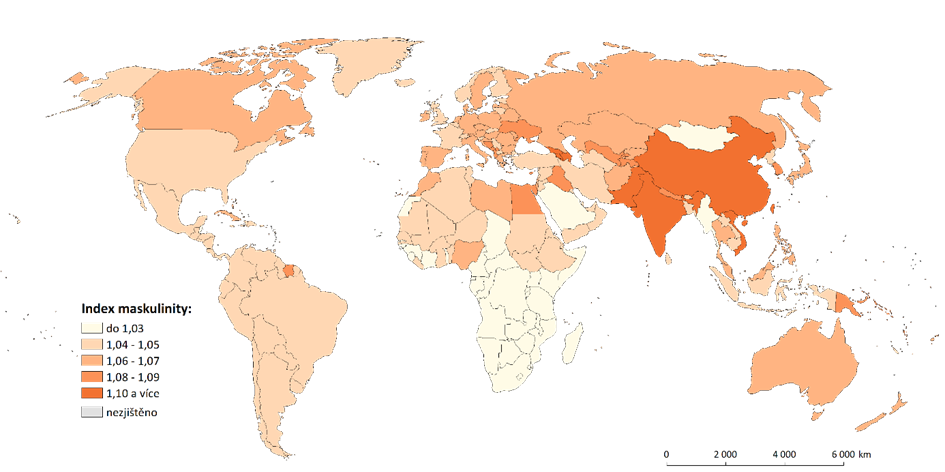 Index maskulinity:
do 1,03
1,04 - 1,05
1,06 - 1,07
1,08 - 1,09
1,10 a více
nezjištěno
0 2 000 4 000 6 000 km